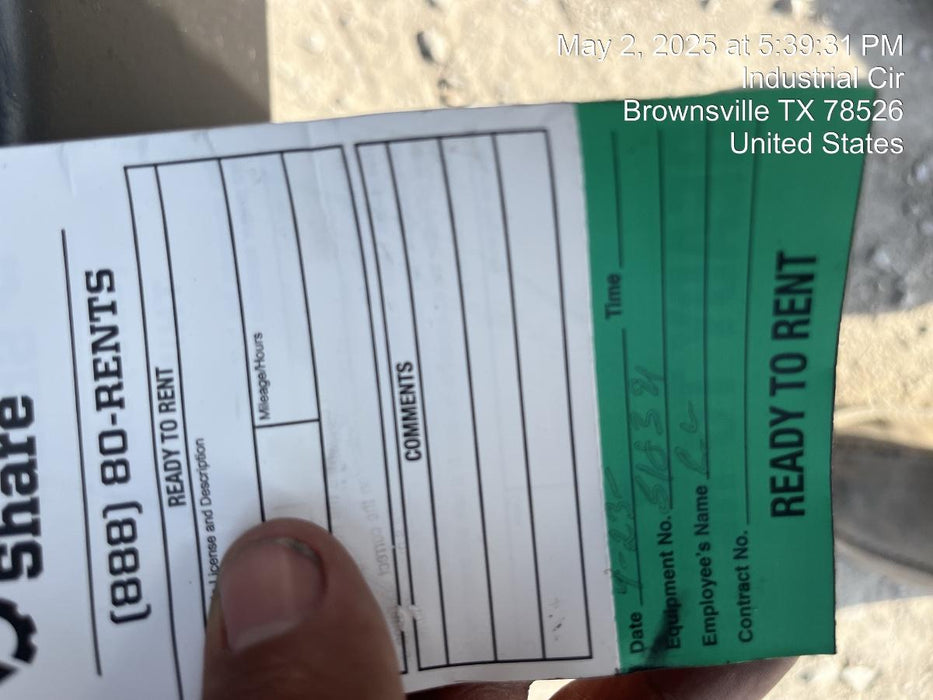 May 2, 2025 at 5:39:31 PM
Industrial Cir
Brownsville TX 78526
United States
Share
(888) 80-RENTS
READY TO RENT
License and Description
Mileage/Hours
COMMENTS
Date Time
Equipment No.
Employee's Name
Contract No.
READY TO RENT